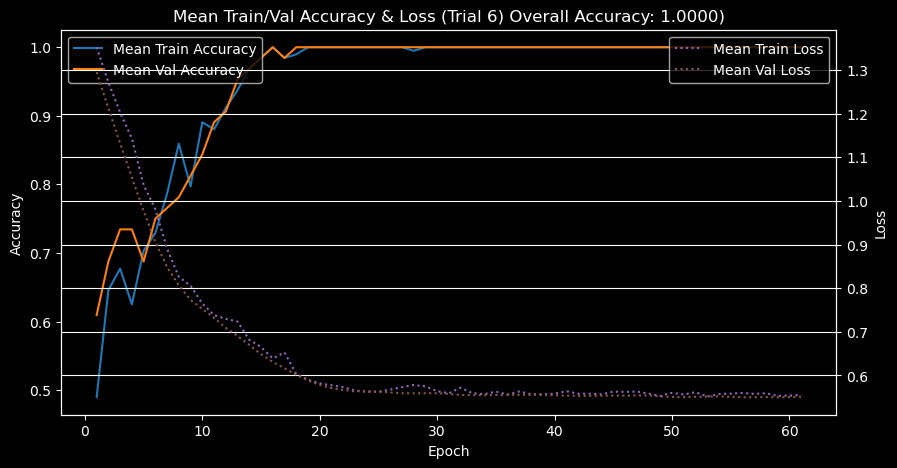 Mean Train/Val Accuracy & Loss (Trial 6) Overall Accuracy: 1.0000)
Mean Train Accuracy
Mean Val Accuracy
Mean Train Loss
Mean Val Loss
Accuracy
1.0
0.9
0.8
0.7
0.6
0.5
Loss
1.3
1.2
1.1
1.0
0.9
0.8
0.7
0.6
0 10 20 30 40 50 60
Epoch